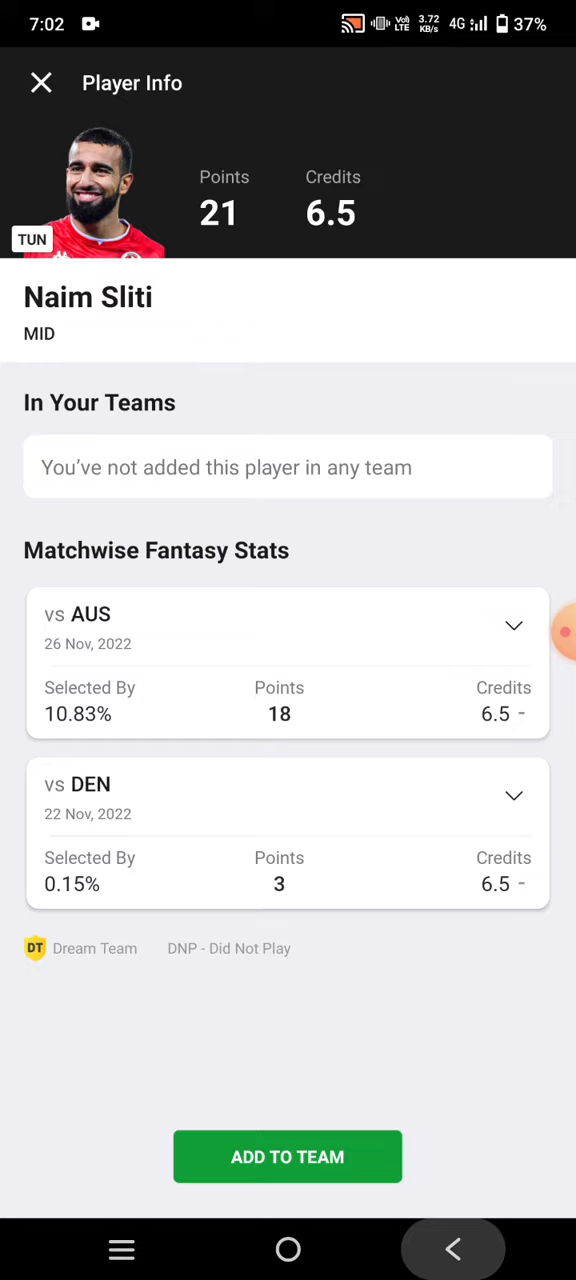 7:02 Vo) LTE 3.72 KB/s 4G 37%
Player Info
Points Credits
21 6.5
TUN
Naim Sliti
MID
In Your Teams
You've not added this player in any team
Matchwise Fantasy Stats
vs AUS
26 Nov, 2022
Selected By Points Credits
10.83% 18 6.5 -
vs DEN
22 Nov, 2022
Selected By Points Credits
0.15% 3 6.5 -
DT Dream Team DNP - Did Not Play
ADD TO TEAM